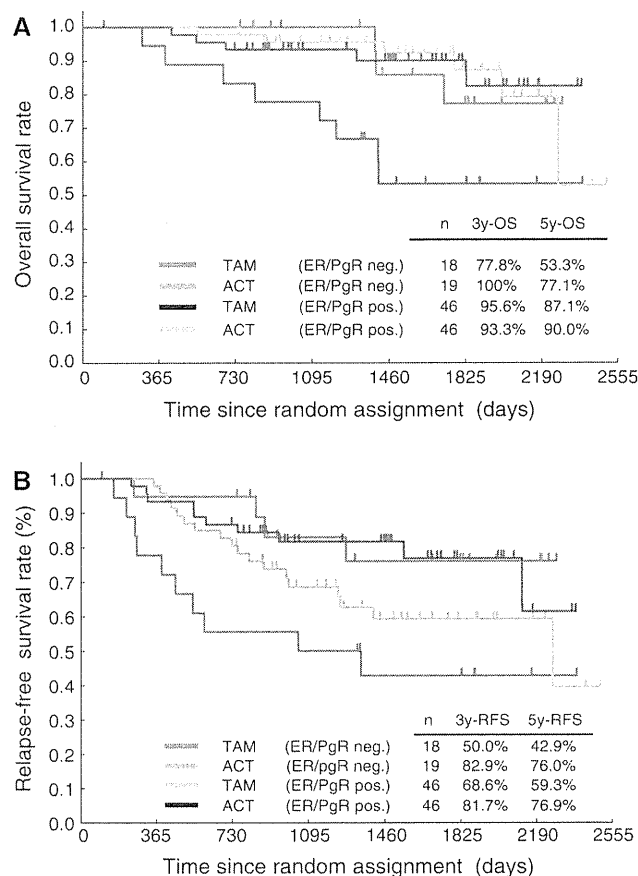 A
Overall survival rate
1.0
0.9
0.8
0.7
0.6
0.5
0.4
0.3
0.2
0.1
0.0
n 3y-OS 5y-OS
TAM (ER/PgR neg.) 18 77.8% 53.3%
ACT (ER/PgR neg.) 19 100% 77.1%
TAM (ER/PgR pos.) 46 95.6% 87.1%
ACT (ER/PgR pos.) 46 93.3% 90.0%
0 365 730 1095 1460 1825 2190 2555
Time since random assignment (days)
B
Relapse-free survival rate (%)
1.0
0.9
0.8
0.7
0.6
0.5
0.4
0.3
0.2
0.1
0.0
n 3y-RFS 5y-RFS
TAM (ER/PgR neg.) 18 50.0% 42.9%
ACT (ER/pgR neg.) 19 82.9% 76.0%
TAM (ER/PgR pos.) 46 68.6% 59.3%
ACT (ER/PgR pos.) 46 81.7% 76.9%
0 365 730 1095 1460 1825 2190 2555
Time since random assignment (days)